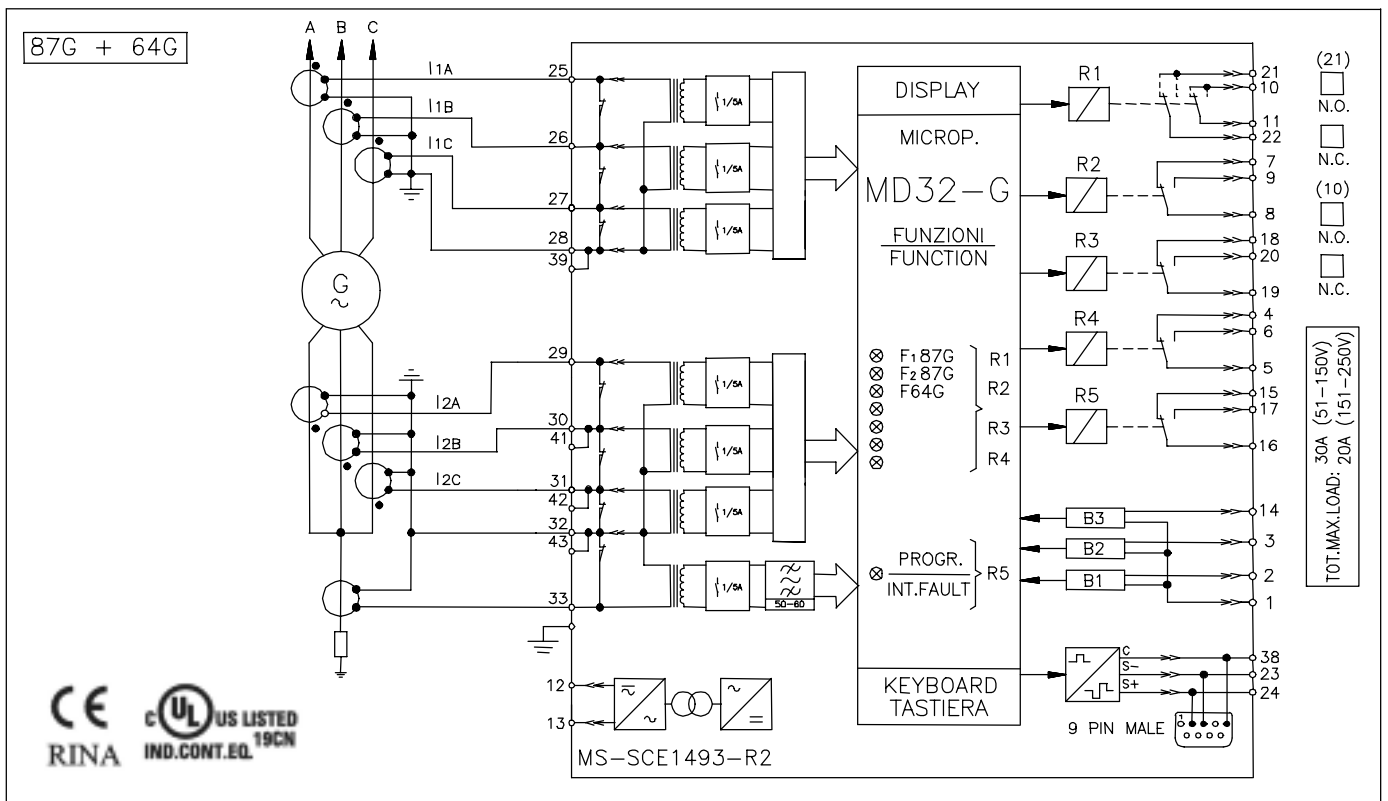 87G + 64G
A B C
I1A
I1B
I1C
25
26
27
28
39
1/5A
1/5A
1/5A
G
~
29
30
41
31
42
32
43
33
I2A
I2B
I2C
1/5A
1/5A
1/5A
1/5A
50-60
12
13
MS-SCE1493-R2
DISPLAY
MICROP.
MD32-G
FUNZIONI
FUNCTION
F187G
F287G
F64G
R1
R2
R3
R4
PROGR.
INT.FAULT
R5
KEYBOARD
TASTIERA
R1
R2
R3
R4
R5
B3
B2
B1
C
S-
S+
9 PIN MALE
1
21
10
11
22
7
9
8
18
20
19
4
6
5
15
17
16
14
3
2
1
38
23
24
(21)
N.O.
N.C.
(10)
N.O.
N.C.
TOT.MAX.LOAD: 30A (51-150V)
20A (151-250V)
CE
RINA
C UL US LISTED
IND.CONT.EQ. 19CN